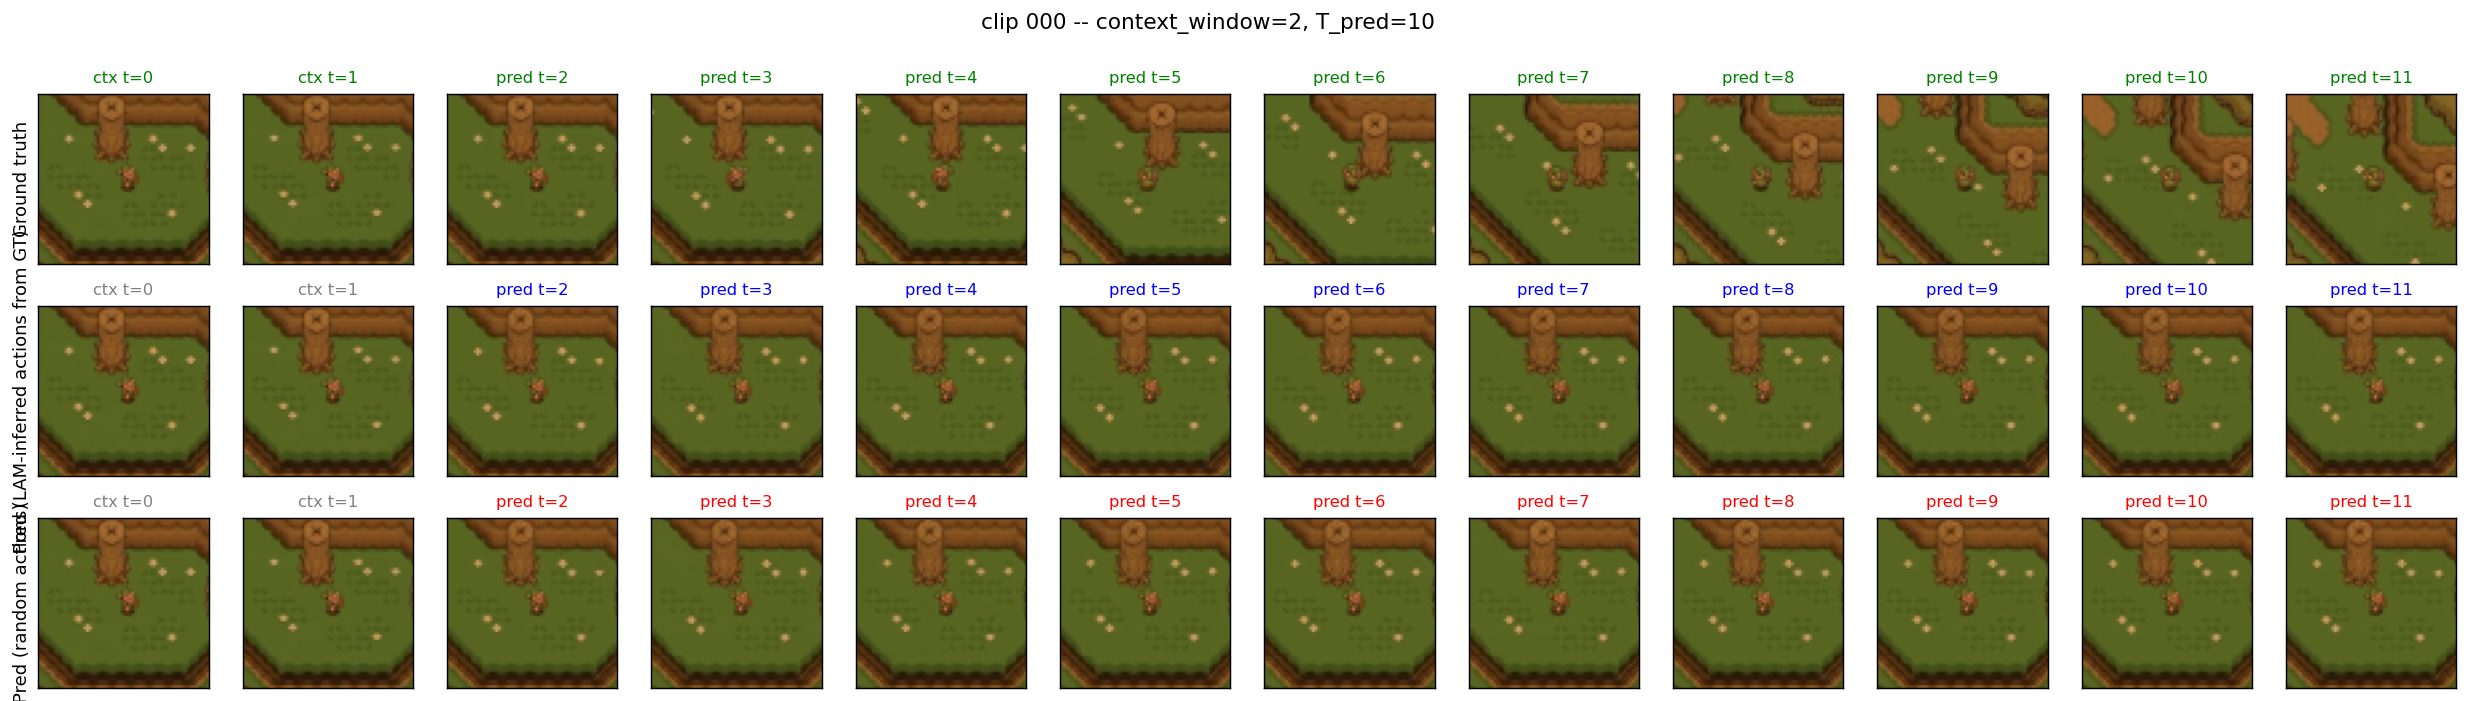 clip 000 -- context_window=2, T_pred=10
ctx t=0 ctx t=1 pred t=2 pred t=3 pred t=4 pred t=5 pred t=6 pred t=7 pred t=8 pred t=9 pred t=10 pred t=11
Ground truth
ctx t=0 ctx t=1 pred t=2 pred t=3 pred t=4 pred t=5 pred t=6 pred t=7 pred t=8 pred t=9 pred t=10 pred t=11
Pred (LAM-inferred actions from GT)
ctx t=0 ctx t=1 pred t=2 pred t=3 pred t=4 pred t=5 pred t=6 pred t=7 pred t=8 pred t=9 pred t=10 pred t=11
Pred (random actions)